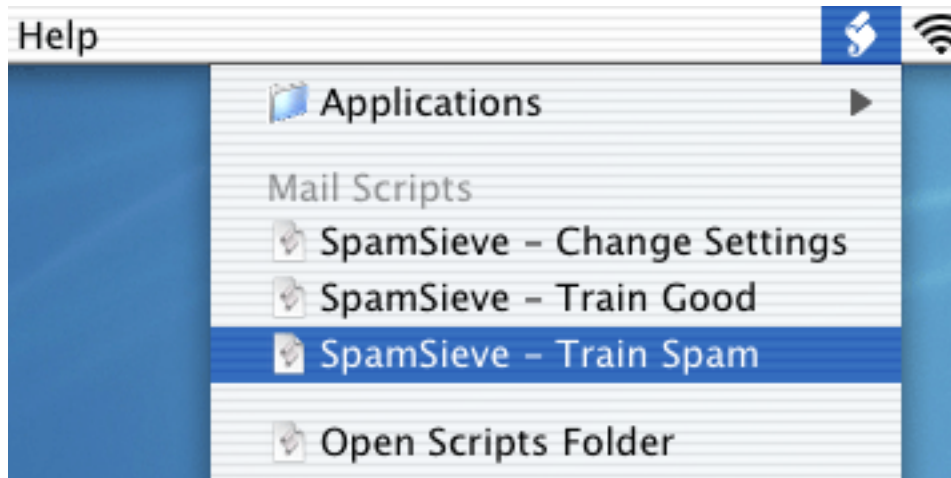 Help
Applications
Mail Scripts
SpamSieve – Change Settings
SpamSieve – Train Good
SpamSieve – Train Spam
Open Scripts Folder